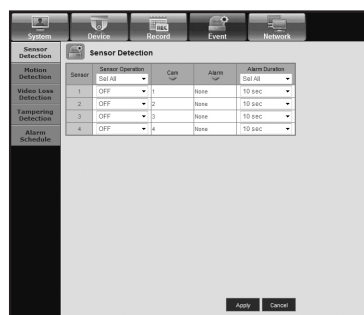 System Device Record Event Network
Sensor Detection
Motion Detection
Video Loss Detection
Tampering Detection
Alarm Schedule
Sensor Detection
Sensor Sensor Operation Cam Alarm Alarm Duration
Sel All Sel All
1 OFF 1 None 10 sec
2 OFF 2 None 10 sec
3 OFF 3 None 10 sec
4 OFF 4 None 10 sec
Apply Cancel